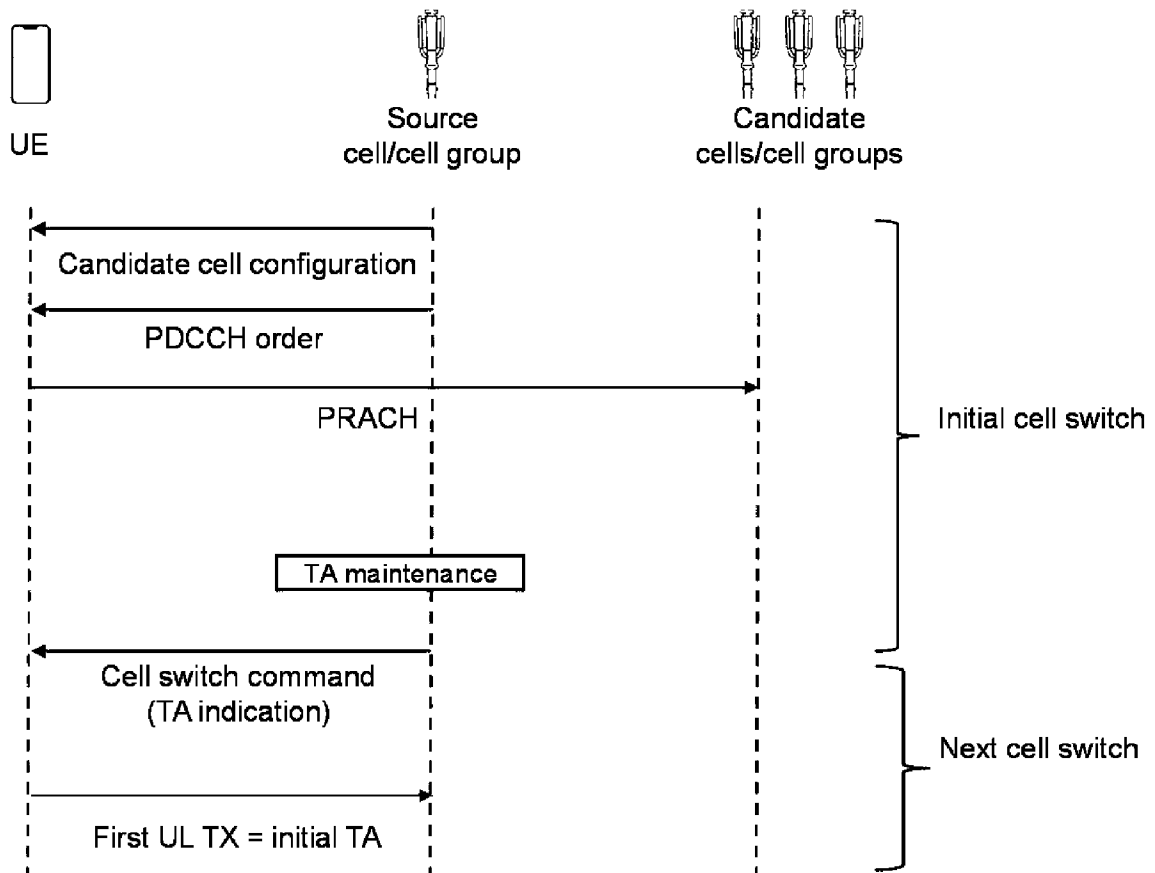 UE
Source
cell/cell group
Candidate
cells/cell groups
Candidate cell configuration
PDCCH order
PRACH
Initial cell switch
TA maintenance
Cell switch command
(TA indication)
Next cell switch
First UL TX = initial TA